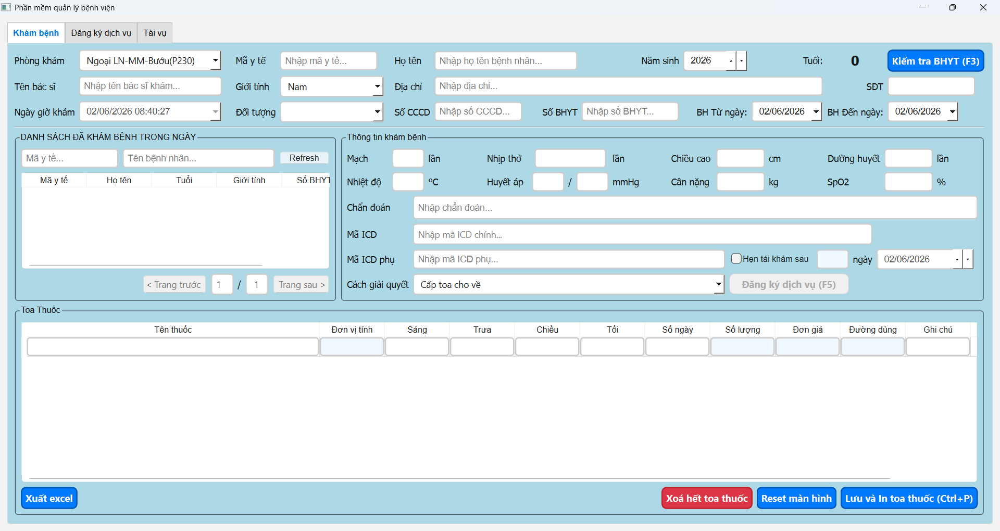 Phần mềm quản lý bệnh viện
Khám bệnh Đăng ký dịch vụ Tài vụ
Phòng khám Ngoại LN-MM-Bướu(P230) Mã y tế Nhập mã y tế... Họ tên Nhập họ tên bệnh nhân... Năm sinh 2026 Tuổi: 0 Kiểm tra BHYT (F3)
Tên bác sĩ Nhập tên bác sĩ khám... Giới tính Nam Địa chỉ Nhập địa chỉ... SĐT
Ngày giờ khám 02/06/2026 08:40:27 Đối tượng Số CCCD Nhập số CCCD... Số BHYT Nhập số BHYT... BH Từ ngày: 02/06/2026 BH Đến ngày: 02/06/2026
DANH SÁCH ĐÃ KHÁM BỆNH TRONG NGÀY
Mã y tế... Tên bệnh nhân... Refresh
Mã y tế Họ tên Tuổi Giới tính Số BHYT
< Trang trước 1 / 1 Trang sau >
Thông tin khám bệnh
Mạch lần Nhịp thở lần Chiều cao cm Đường huyết lần
Nhiệt độ ºC Huyết áp / mmHg Cân nặng kg SpO2 %
Chẩn đoán Nhập chẩn đoán...
Mã ICD Nhập mã ICD chính...
Mã ICD phụ Nhập mã ICD phụ... Hẹn tái khám sau ngày 02/06/2026
Cách giải quyết Cấp toa cho về Đăng ký dịch vụ (F5)
Toa Thuốc
Tên thuốc Đơn vị tính Sáng Trưa Chiều Tối Số ngày Số lượng Đơn giá Đường dùng Ghi chú
Xuất excel Xoá hết toa thuốc Reset màn hình Lưu và In toa thuốc (Ctrl+P)